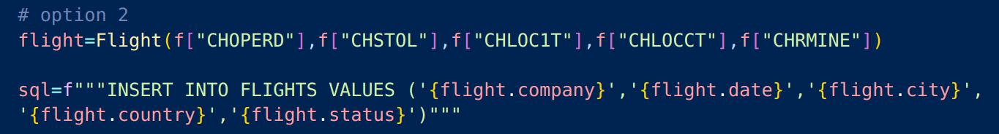 # option 2
flight=Flight(f["CHOPERD"],f["CHSTOL"],f["CHLOC1T"],f["CHLOCCT"],f["CHRMINE"])
sql=f"""INSERT INTO FLIGHTS VALUES ('{flight.company}','{flight.date}','{flight.city}',
'{flight.country}','{flight.status}')"""